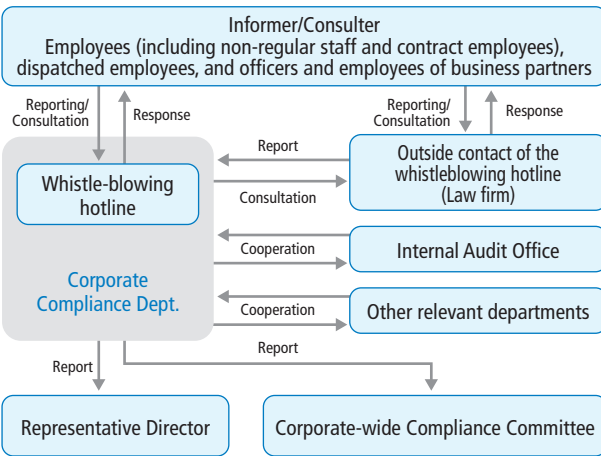 Informer/Consulter
Employees (including non-regular staff and contract employees),
dispatched employees, and officers and employees of business partners
Reporting/
Consultation
Response
Reporting/
Consultation
Response
Whistle-blowing
hotline
Report
Consultation
Outside contact of the
whistleblowing hotline
(Law firm)
Corporate
Compliance Dept.
Cooperation
Internal Audit Office
Cooperation
Other relevant departments
Report
Report
Representative Director
Corporate-wide Compliance Committee